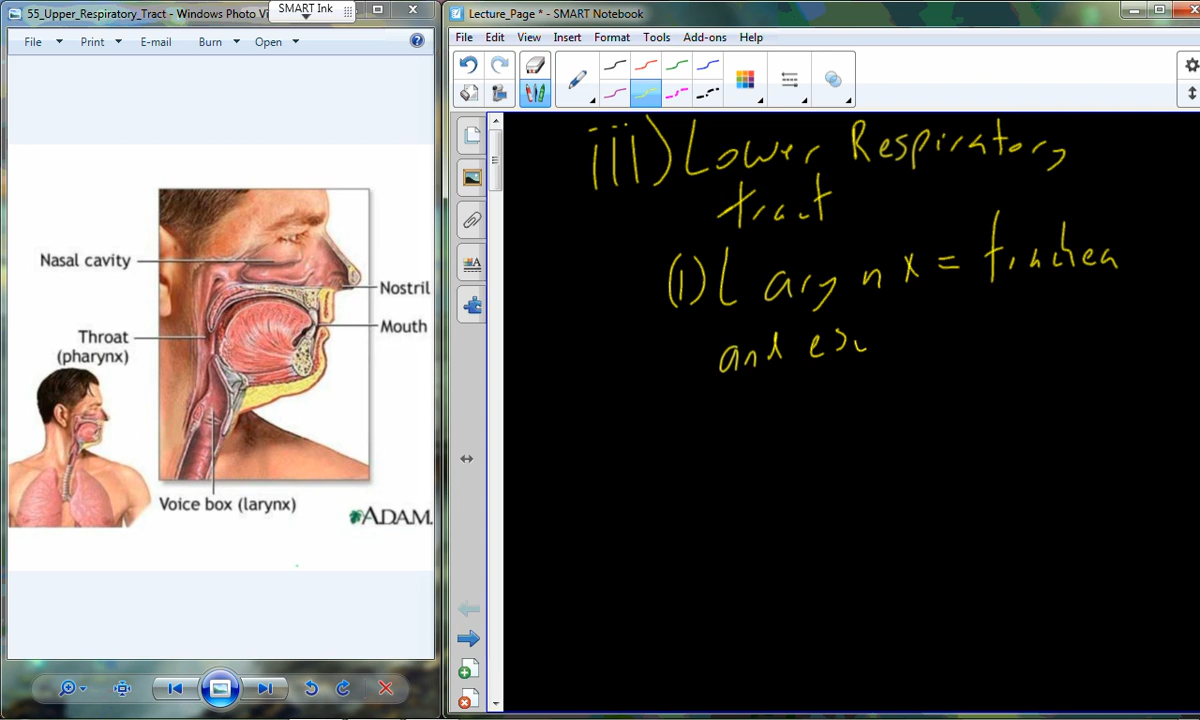 55_Upper_Respiratory_Tract - Windows Photo Vi
SMART Ink
File Print E-mail Burn Open
Nasal cavity
Nostril
Mouth
Throat
(pharynx)
Voice box (larynx)
ADAM.
Lecture_Page * - SMART Notebook
File Edit View Insert Format Tools Add-ons Help
iii) Lower Respiratory
tract
(1) Larynx = trachea
and es